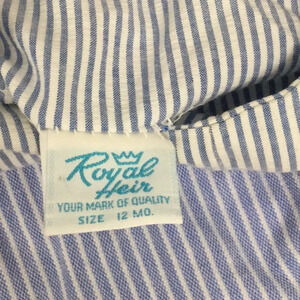 Royal
Heir
YOUR MARK OF QUALITY
SIZE 12 MO.